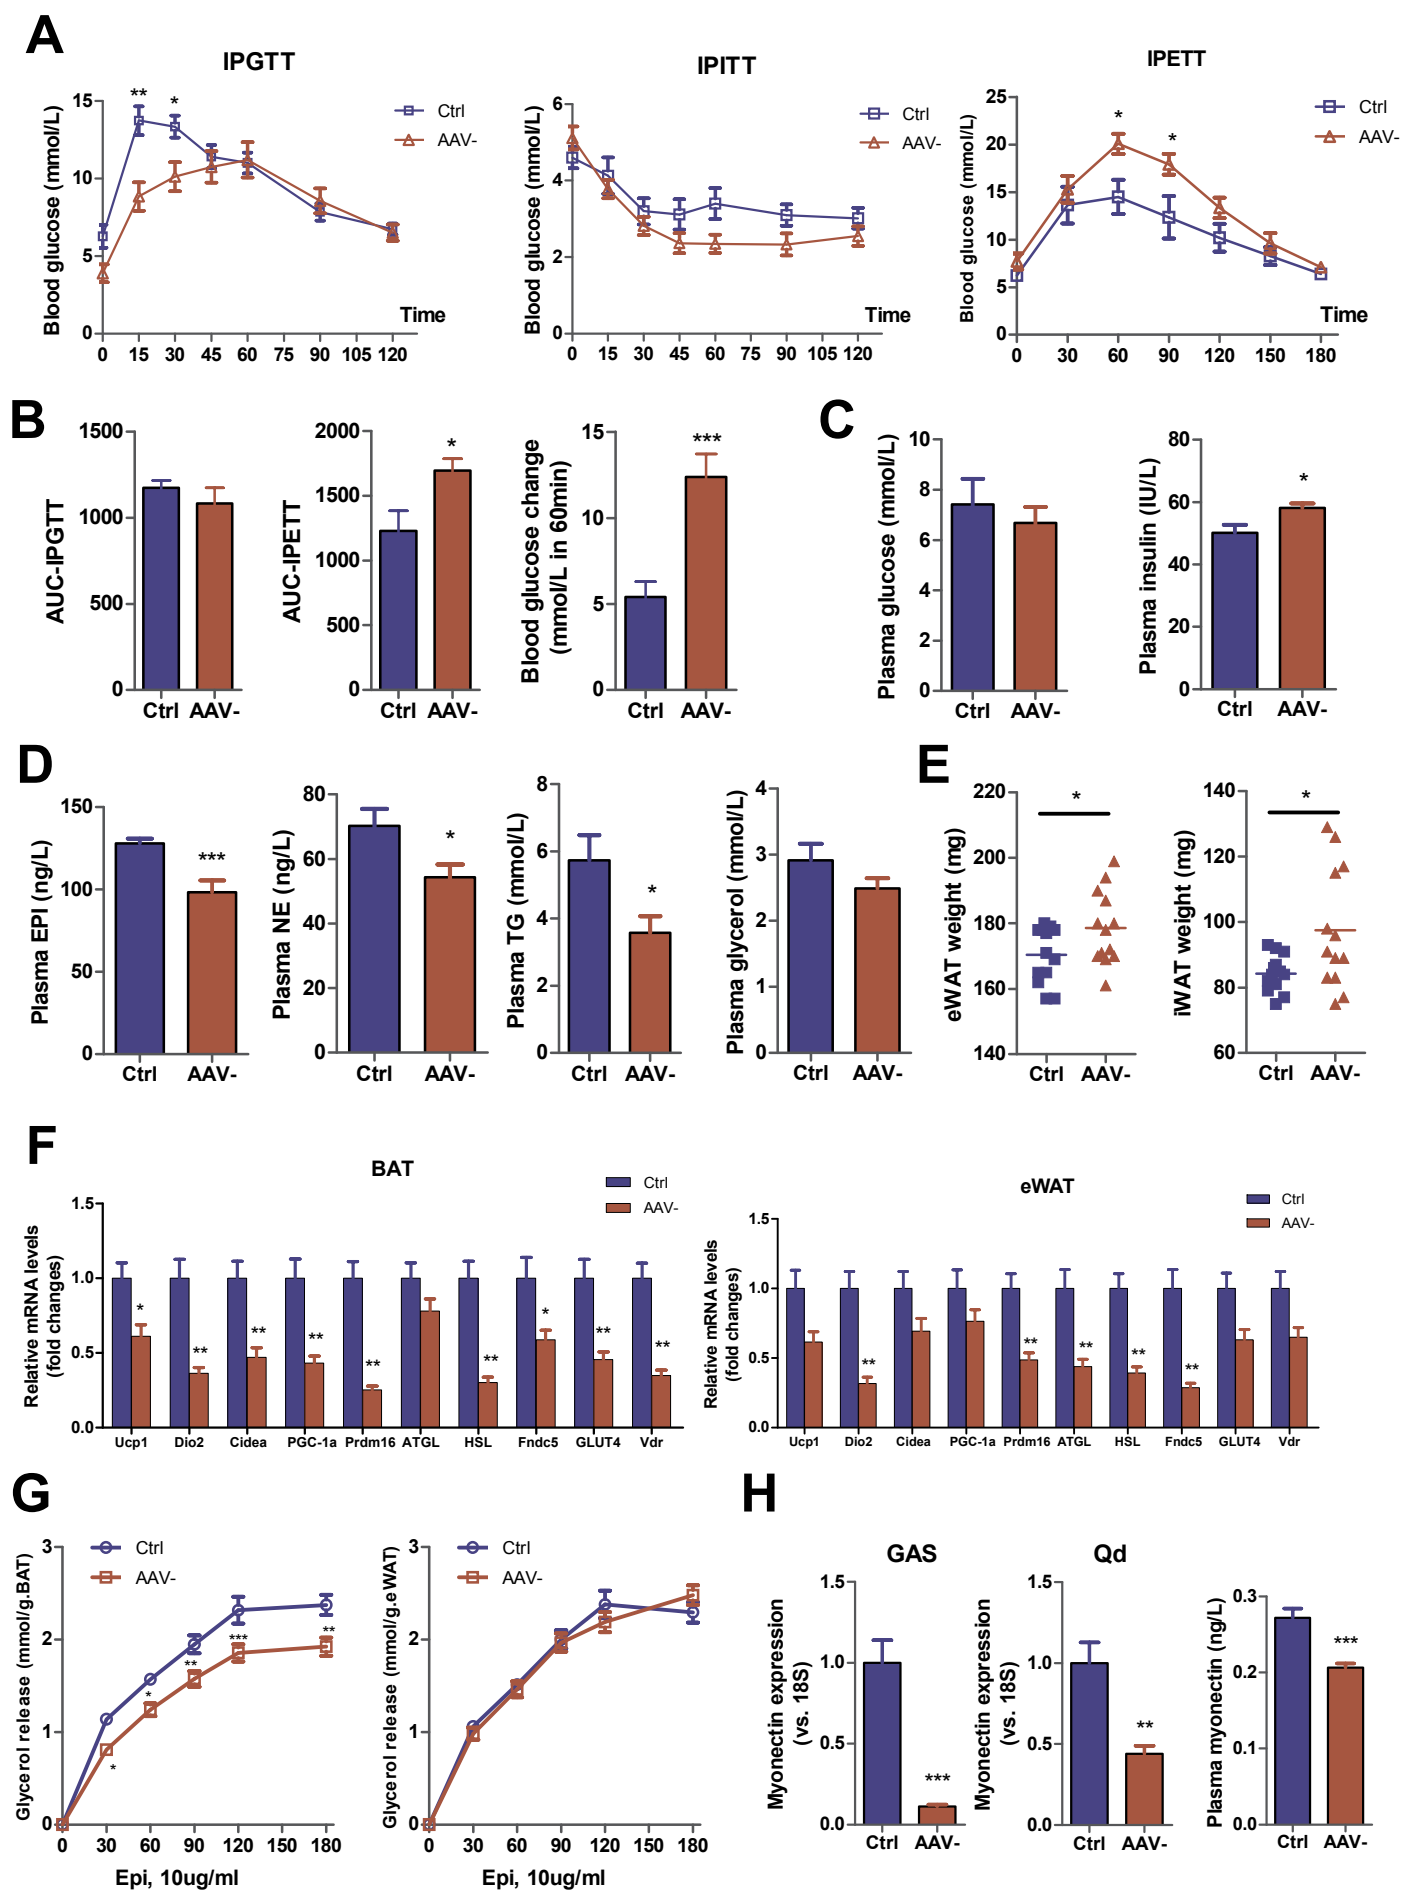 A
IPGTT
Blood glucose (mmol/L)
15
10
5
0
** *
Ctrl
AAV-
Time
0 15 30 45 60 75 90 105 120
IPITT
Blood glucose (mmol/L)
6
4
2
0
Ctrl
AAV-
0 15 30 45 60 75 90 105 120
IPETT
Blood glucose (mmol/L)
25
20
15
10
5
0
* *
Ctrl
AAV-
Time
0 30 60 90 120 150 180
B
AUC-IPGTT
1500
1000
500
0
Ctrl AAV-
AUC-IPETT
2000
1500
1000
500
0
*
Ctrl AAV-
Blood glucose change
(mmol/L in 60min)
15
10
5
0
***
Ctrl AAV-
C
Plasma glucose (mmol/L)
10
8
6
4
2
0
Ctrl AAV-
Plasma insulin (IU/L)
80
60
40
20
0
*
Ctrl AAV-
D
Plasma EPI (ng/L)
150
100
50
0
***
Ctrl AAV-
Plasma NE (ng/L)
80
60
40
20
0
*
Ctrl AAV-
Plasma TG (mmol/L)
8
6
4
2
0
*
Ctrl AAV-
Plasma glycerol (mmol/L)
4
3
2
1
0
Ctrl AAV-
E
eWAT weight (mg)
220
200
180
160
140
*
Ctrl AAV-
iWAT weight (mg)
140
120
100
80
60
*
Ctrl AAV-
F
BAT
Relative mRNA levels
(fold changes)
1.5
1.0
0.5
0.0
Ctrl
AAV-
* ** ** ** ** ** * ** **
Ucp1 Dio2 Cidea PGC-1a Prdm16 ATGL HSL Fndc5 GLUT4 Vdr
eWAT
Relative mRNA levels
(fold changes)
1.5
1.0
0.5
0.0
Ctrl
AAV-
** ** ** ** **
Ucp1 Dio2 Cidea PGC-1a Prdm16 ATGL HSL Fndc5 GLUT4 Vdr
G
Glycerol release (mmol/g.BAT)
3
2
1
0
Ctrl
AAV-
* * ** *** **
0 30 60 90 120 150 180
Epi, 10ug/ml
Glycerol release (mmol/g.eWAT)
3
2
1
0
Ctrl
AAV-
0 30 60 90 120 150 180
Epi, 10ug/ml
H
GAS
Myonectin expression
(vs. 18S)
1.5
1.0
0.5
0.0
***
Ctrl AAV-
Qd
Myonectin expression
(vs. 18S)
1.5
1.0
0.5
0.0
**
Ctrl AAV-
Plasma myonectin (ng/L)
0.3
0.2
0.1
0.0
***
Ctrl AAV-